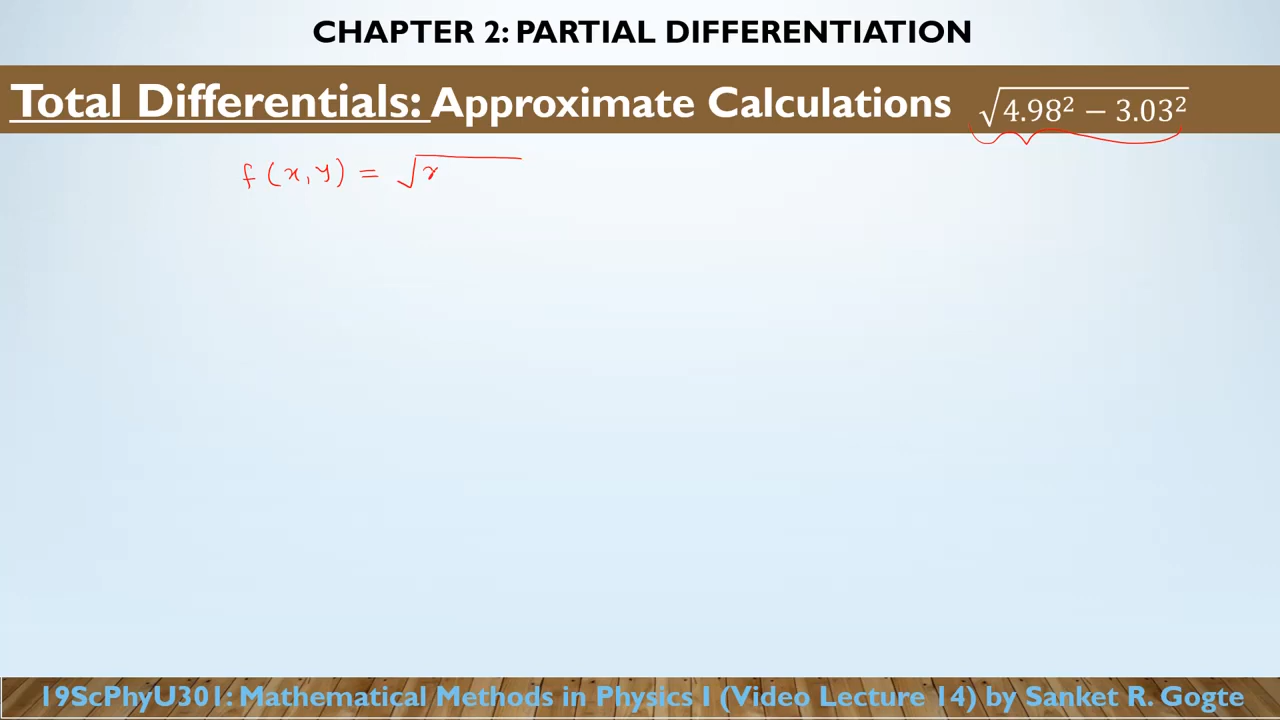 CHAPTER 2: PARTIAL DIFFERENTIATION
Total Differentials: Approximate Calculations √4.98² − 3.03²
f (x, y) = √x
19ScPhyU301: Mathematical Methods in Physics I (Video Lecture 14) by Sanket R. Gogte